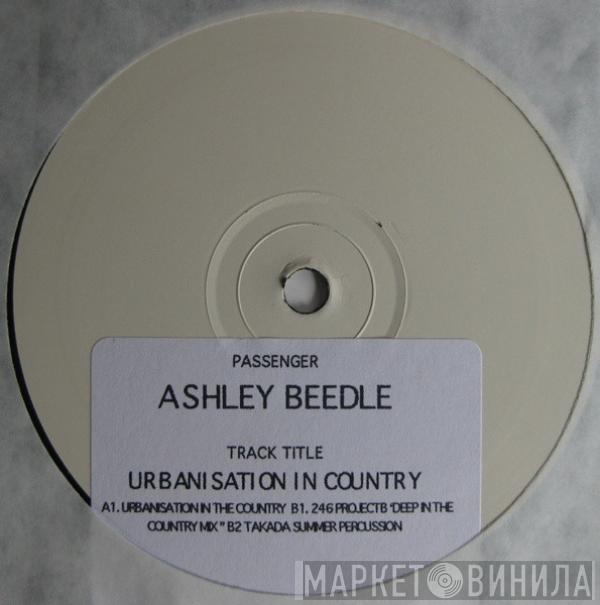 PASSENGER
ASHLEY BEEDLE
TRACK TITLE
URBANISATION IN COUNTRY
A1. URBANISATION IN THE COUNTRY B1. 246 PROJECT B "DEEP IN THE
COUNTRY MIX" B2 TAKADA SUMMER PERCUSSION
МАРКЕТ ВИНИЛА